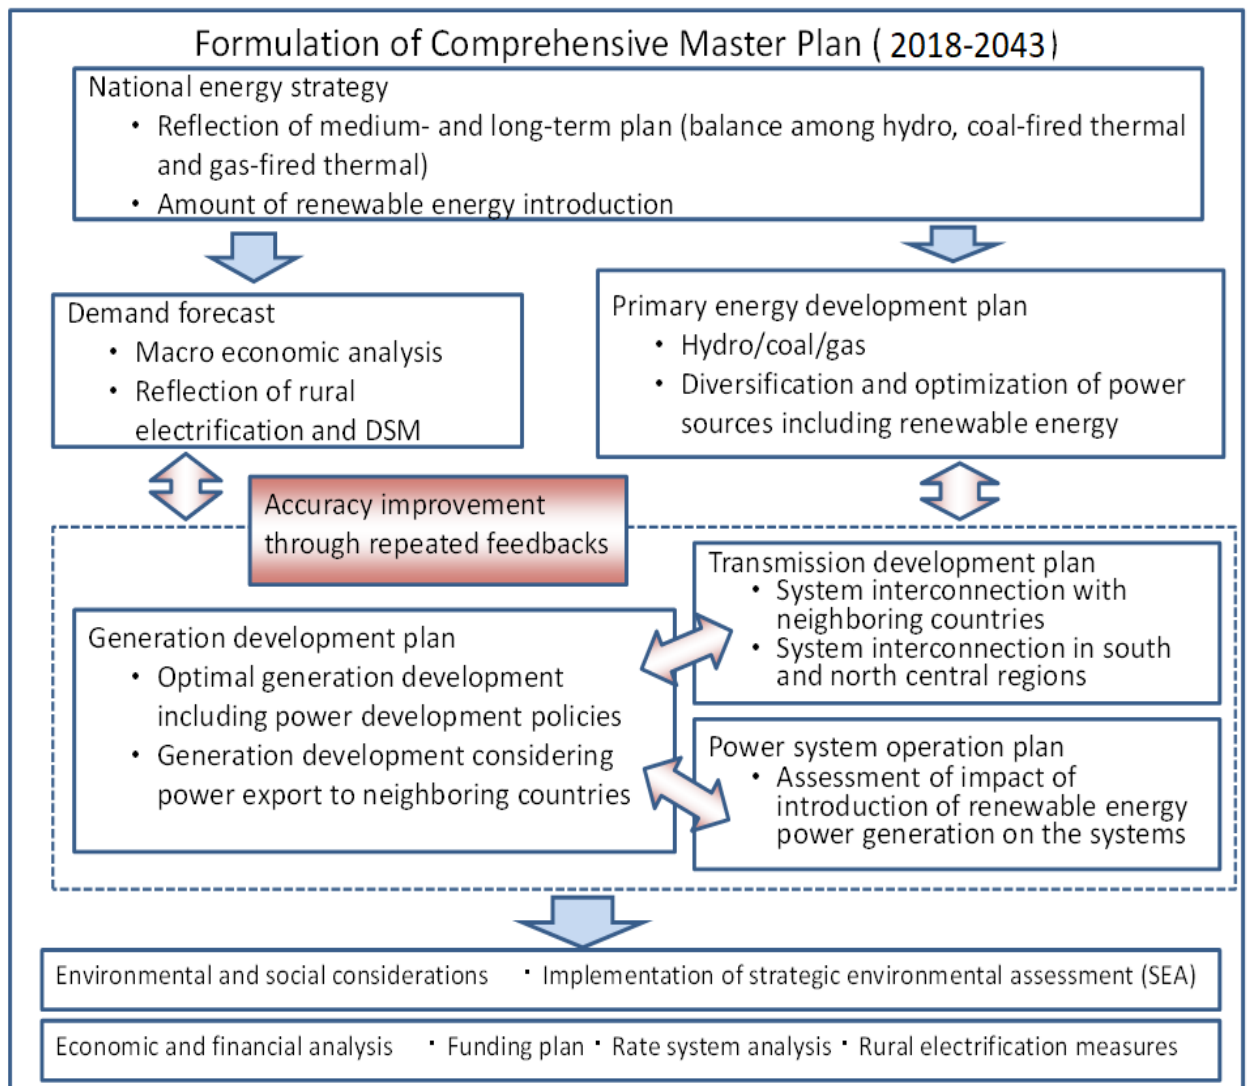 Formulation of Comprehensive Master Plan ( 2018-2043)
National energy strategy
• Reflection of medium- and long-term plan (balance among hydro, coal-fired thermal
and gas-fired thermal)
• Amount of renewable energy introduction
Demand forecast
• Macro economic analysis
• Reflection of rural
electrification and DSM
Primary energy development plan
• Hydro/coal/gas
• Diversification and optimization of power
sources including renewable energy
Accuracy improvement
through repeated feedbacks
Generation development plan
• Optimal generation development
including power development policies
• Generation development considering
power export to neighboring countries
Transmission development plan
• System interconnection with
neighboring countries
• System interconnection in south
and north central regions
Power system operation plan
• Assessment of impact of
introduction of renewable energy
power generation on the systems
Environmental and social considerations ・Implementation of strategic environmental assessment (SEA)
Economic and financial analysis ・Funding plan・Rate system analysis・Rural electrification measures